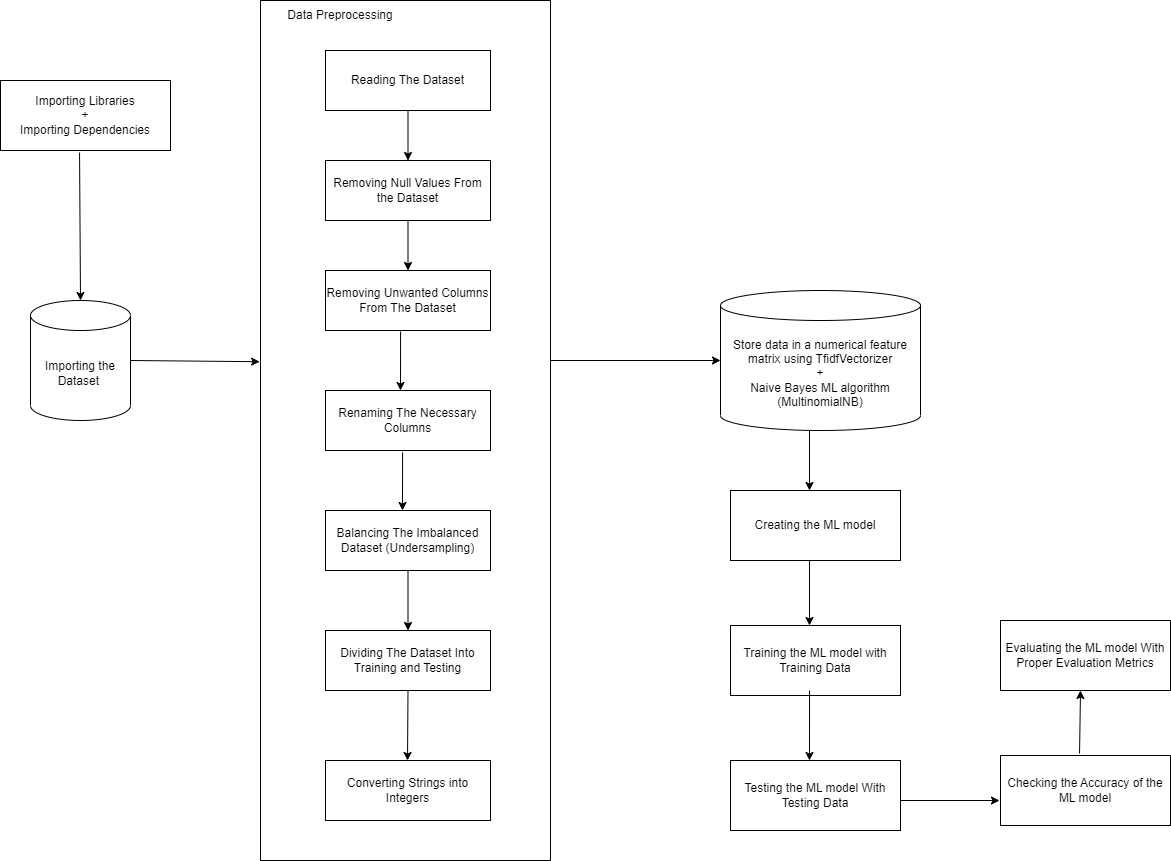 Importing Libraries
+
Importing Dependencies
Importing the
Dataset
Data Preprocessing
Reading The Dataset
Removing Null Values From
the Dataset
Removing Unwanted Columns
From The Dataset
Renaming The Necessary
Columns
Balancing The Imbalanced
Dataset (Undersampling)
Dividing The Dataset Into
Training and Testing
Converting Strings into
Integers
Store data in a numerical feature
matrix using TfidfVectorizer
+
Naive Bayes ML algorithm
(MultinomialNB)
Creating the ML model
Training the ML model with
Training Data
Testing the ML model With
Testing Data
Checking the Accuracy of the
ML model
Evaluating the ML model With
Proper Evaluation Metrics